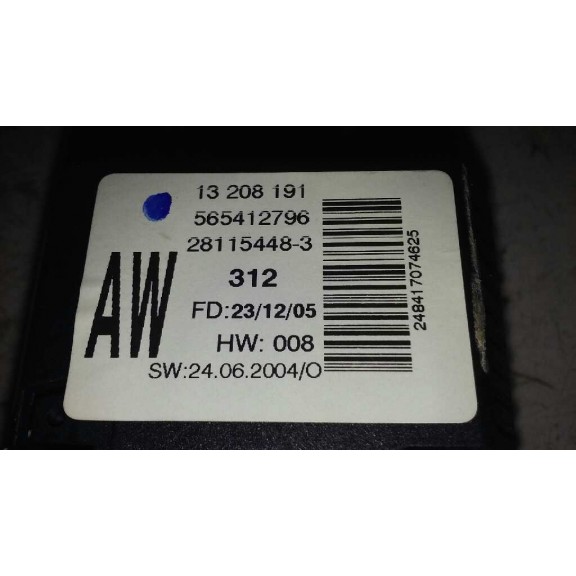 13 208 191
565412796
28115448-3
AW
312
FD:23/12/05
HW: 008
SW:24.06.2004/O
248417074625